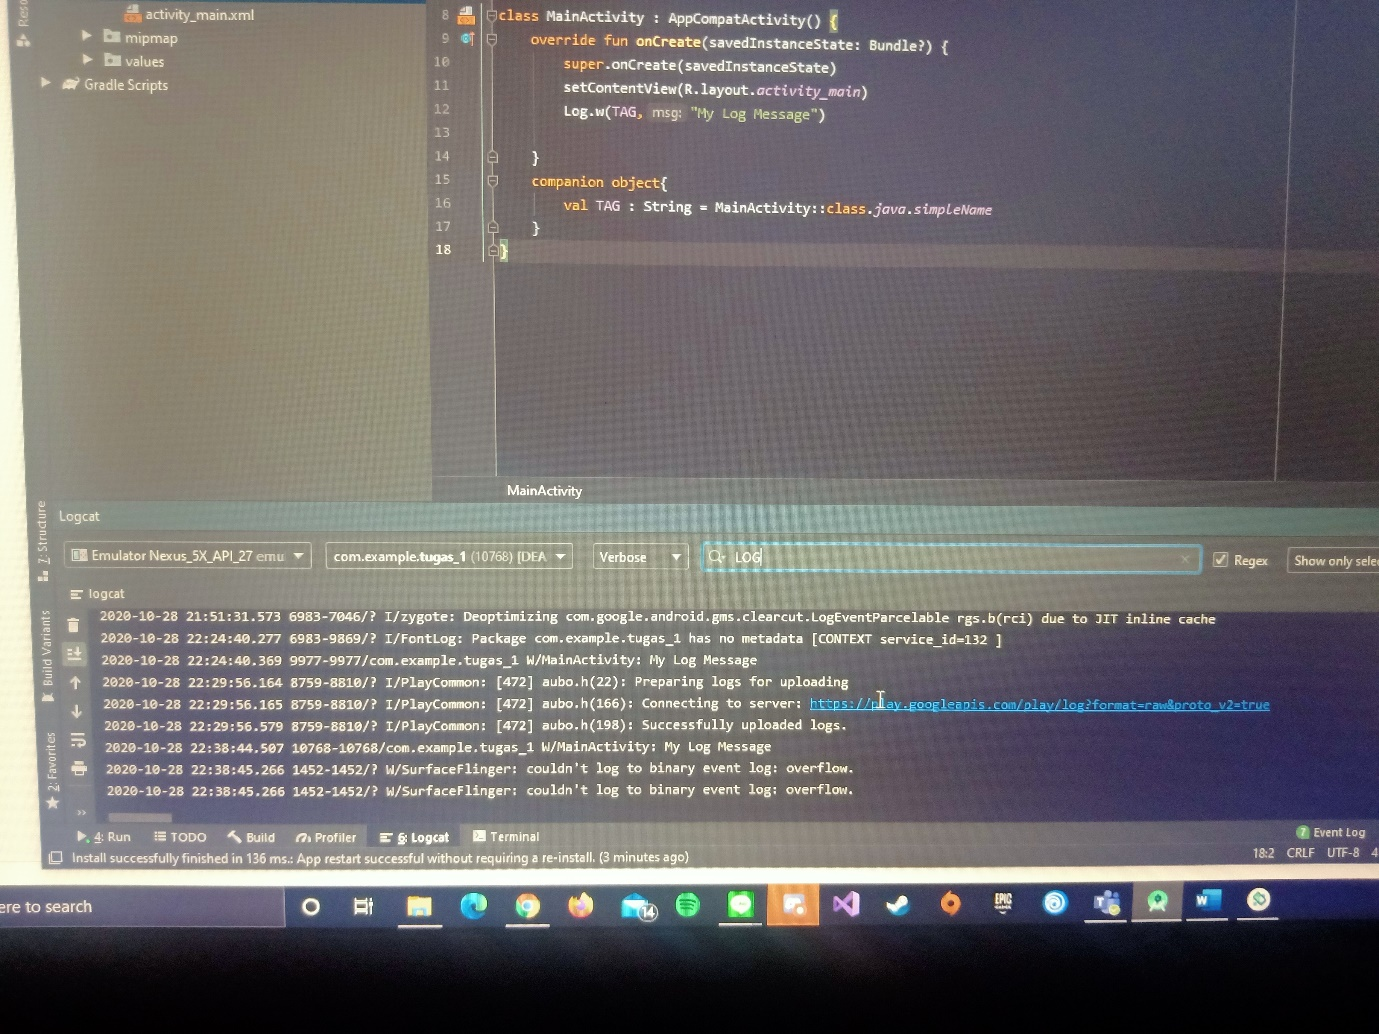 Reso
activity_main.xml
mipmap
values
Gradle Scripts
8 class MainActivity : AppCompatActivity() {
9 override fun onCreate(savedInstanceState: Bundle?) {
10 super.onCreate(savedInstanceState)
11 setContentView(R.layout.activity_main)
12 Log.w(TAG, msg: "My Log Message")
13
14 }
15 companion object{
16 val TAG : String = MainActivity::class.java.simpleName
17 }
18 }
MainActivity
7: Structure
Build Variants
2: Favorites
Logcat
Emulator Nexus_5X_API_27 emu com.example.tugas_1 (10768) [DEA Verbose LOG Regex Show only sele
logcat
2020-10-28 21:51:31.573 6983-7046/? I/zygote: Deoptimizing com.google.android.gms.clearcut.LogEventParcelable rgs.b(rci) due to JIT inline cache
2020-10-28 22:24:40.277 6983-9869/? I/FontLog: Package com.example.tugas_1 has no metadata [CONTEXT service_id=132 ]
2020-10-28 22:24:40.369 9977-9977/com.example.tugas_1 W/MainActivity: My Log Message
2020-10-28 22:29:56.164 8759-8810/? I/PlayCommon: [472] aubo.h(22): Preparing logs for uploading
2020-10-28 22:29:56.165 8759-8810/? I/PlayCommon: [472] aubo.h(166): Connecting to server: https://play.googleapis.com/play/log?format=raw&proto_v2=true
2020-10-28 22:29:56.579 8759-8810/? I/PlayCommon: [472] aubo.h(198): Successfully uploaded logs.
2020-10-28 22:38:44.507 10768-10768/com.example.tugas_1 W/MainActivity: My Log Message
2020-10-28 22:38:45.266 1452-1452/? W/SurfaceFlinger: couldn't log to binary event log: overflow.
2020-10-28 22:38:45.266 1452-1452/? W/SurfaceFlinger: couldn't log to binary event log: overflow.
4: Run TODO Build Profiler 6: Logcat Terminal 7 Event Log
Install successfully finished in 136 ms.: App restart successful without requiring a re-install. (3 minutes ago) 18:2 CRLF UTF-8 4
ere to search 14 EPIC GAMES T W